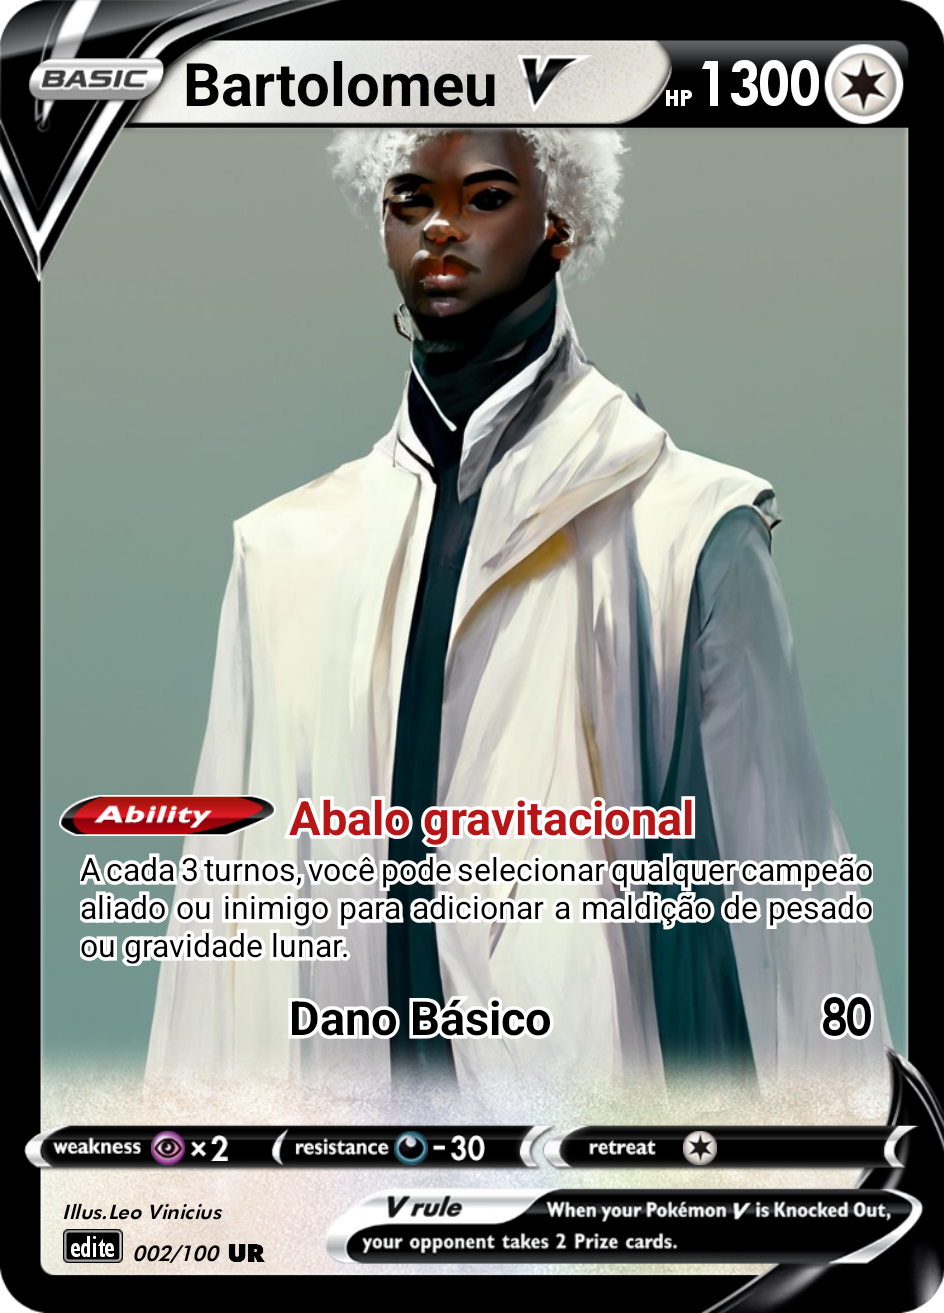 BASIC
Bartolomeu V HP 1300
Ability Abalo gravitacional
A cada 3 turnos, você pode selecionar qualquer campeão
aliado ou inimigo para adicionar a maldição de pesado
ou gravidade lunar.
Dano Básico 80
weakness ×2 resistance -30 retreat
Illus.Leo Vinicius
edite 002/100 UR
V rule When your Pokémon V is Knocked Out,
your opponent takes 2 Prize cards.